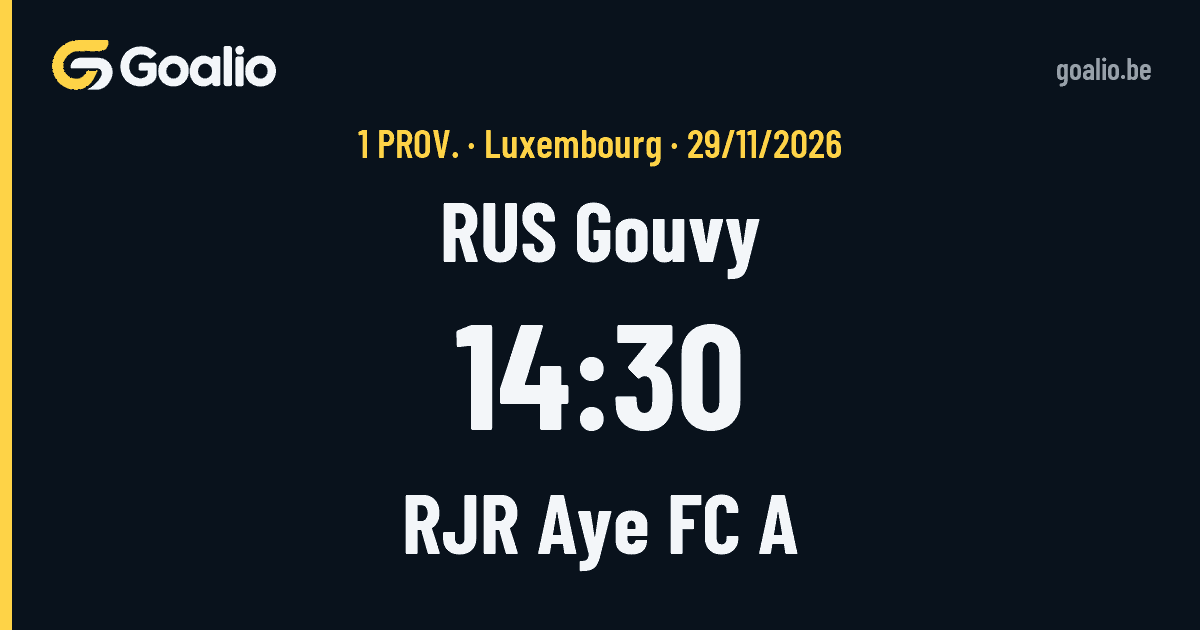 Goalio
goalio.be
1 PROV. · Luxembourg · 29/11/2026
RUS Gouvy
14:30
RJR Aye FC A